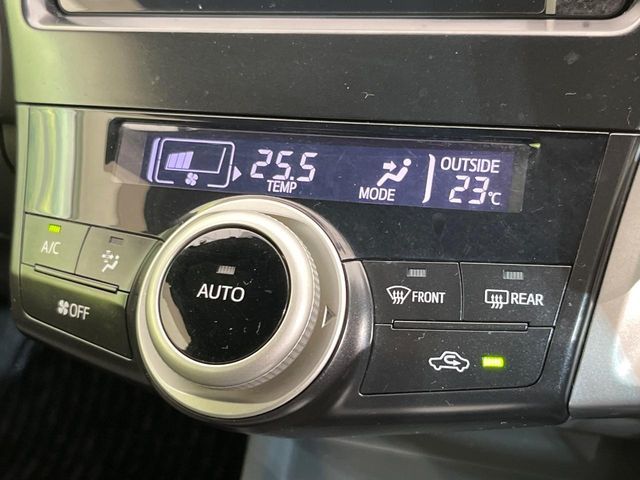 25.5
TEMP
MODE
OUTSIDE
23°C
A/C
AUTO
OFF
FRONT
REAR